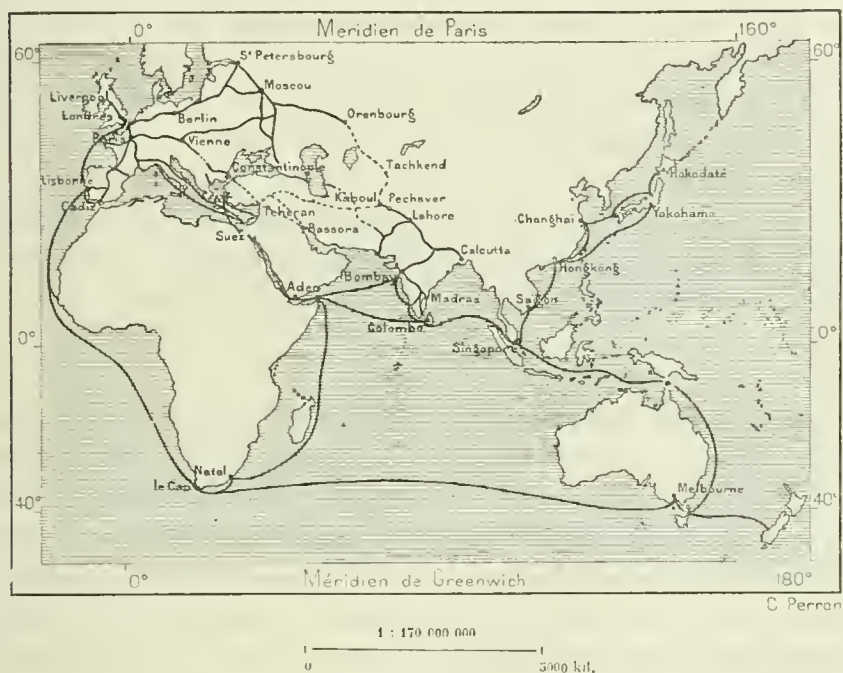 0° Meridien de Paris 160°
60° 60°
St Petersbourg
Moscou
Liverpool
Londres
Berlin
Orenbourg
Paris
Vienne
Constantinople
Tachkend
Hakodaté
Lisbonne
Kaboul
Pechaver
Cadiz
Téhéran
Lahore
Changhai
Yokohama
Suez
Bassora
Calcutta
Hongkong
Aden
Bombay
Madras
Saïgon
Colombo
0° 0°
Singapore
Natal
le Cap
Melbourne
40° 40°
0° Méridien de Greenwich 180°
C Perron
1 : 170 000 000
0 5000 kil.